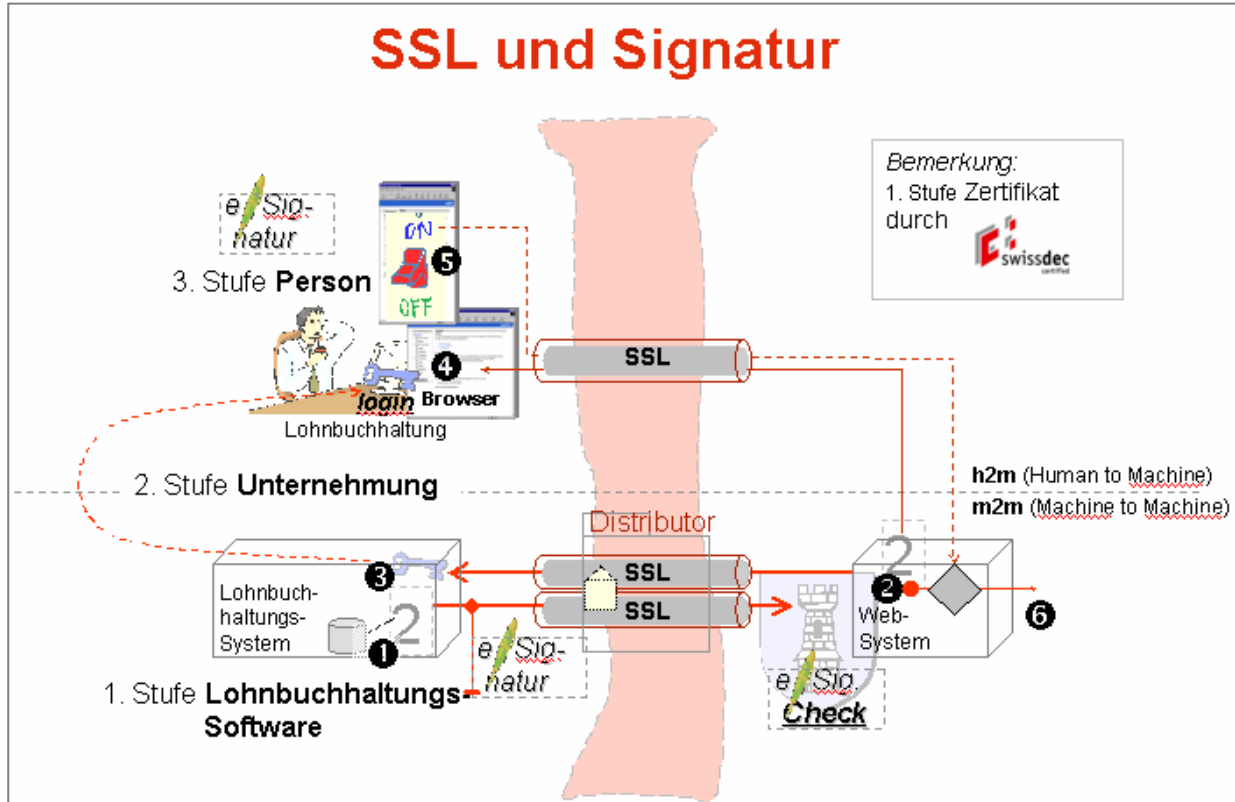 SSL und Signatur
Bemerkung:
1. Stufe Zertifikat
durch
swissdec
certified
e Sig-
natur
ON
5
OFF
3. Stufe Person
4
Browser
login
Lohnbuchhaltung
SSL
2. Stufe Unternehmung
h2m (Human to Machine)
m2m (Machine to Machine)
Distributor
3
Lohnbuch-
haltungs-
System
2
1
SSL
SSL
e Sig-
natur
2
2
Web-
System
6
e Sig.
Check
1. Stufe Lohnbuchhaltungs-
Software